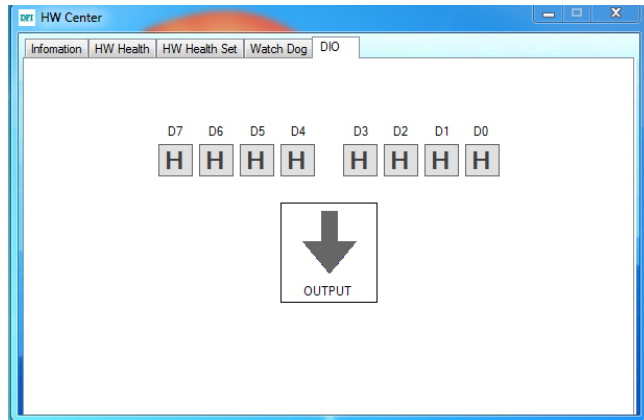 DFI HW Center
Infomation HW Health HW Health Set Watch Dog DIO
D7 D6 D5 D4 D3 D2 D1 D0
H H H H H H H H
OUTPUT